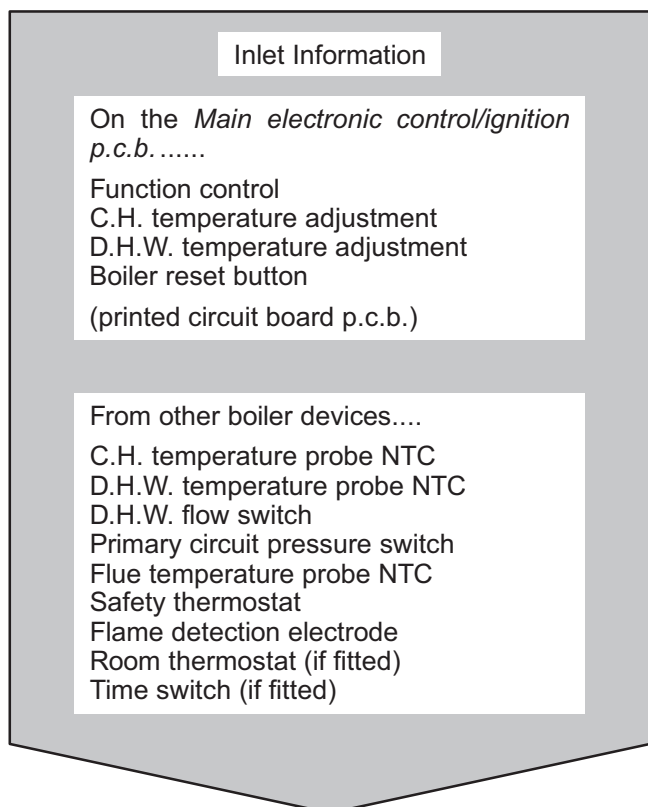 Inlet Information
On the Main electronic control/ignition
p.c.b. ......
Function control
C.H. temperature adjustment
D.H.W. temperature adjustment
Boiler reset button
(printed circuit board p.c.b.)
From other boiler devices....
C.H. temperature probe NTC
D.H.W. temperature probe NTC
D.H.W. flow switch
Primary circuit pressure switch
Flue temperature probe NTC
Safety thermostat
Flame detection electrode
Room thermostat (if fitted)
Time switch (if fitted)